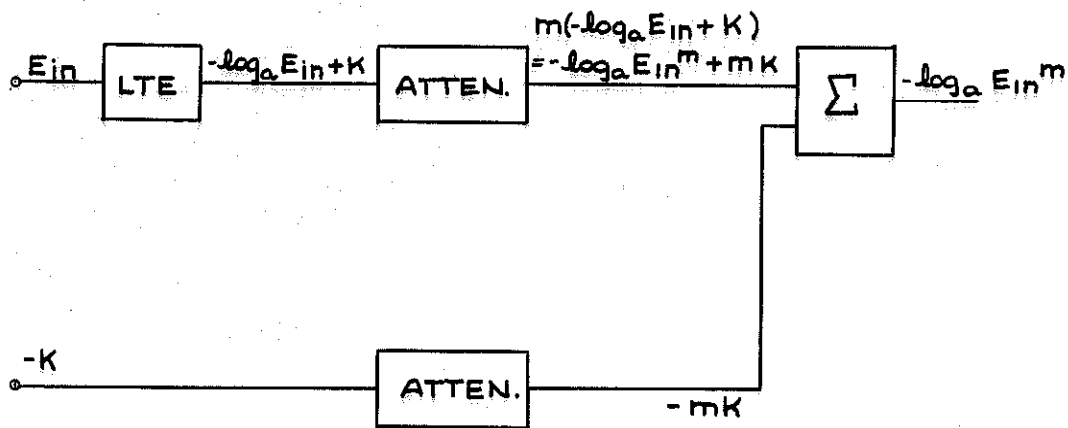 m(-logₐ Eᵢₙ + K)
Eᵢₙ
-logₐ Eᵢₙ + K
= -logₐ Eᵢₙᵐ + mK
LTE
ATTEN.
Σ
-logₐ Eᵢₙᵐ
-K
ATTEN.
-mK